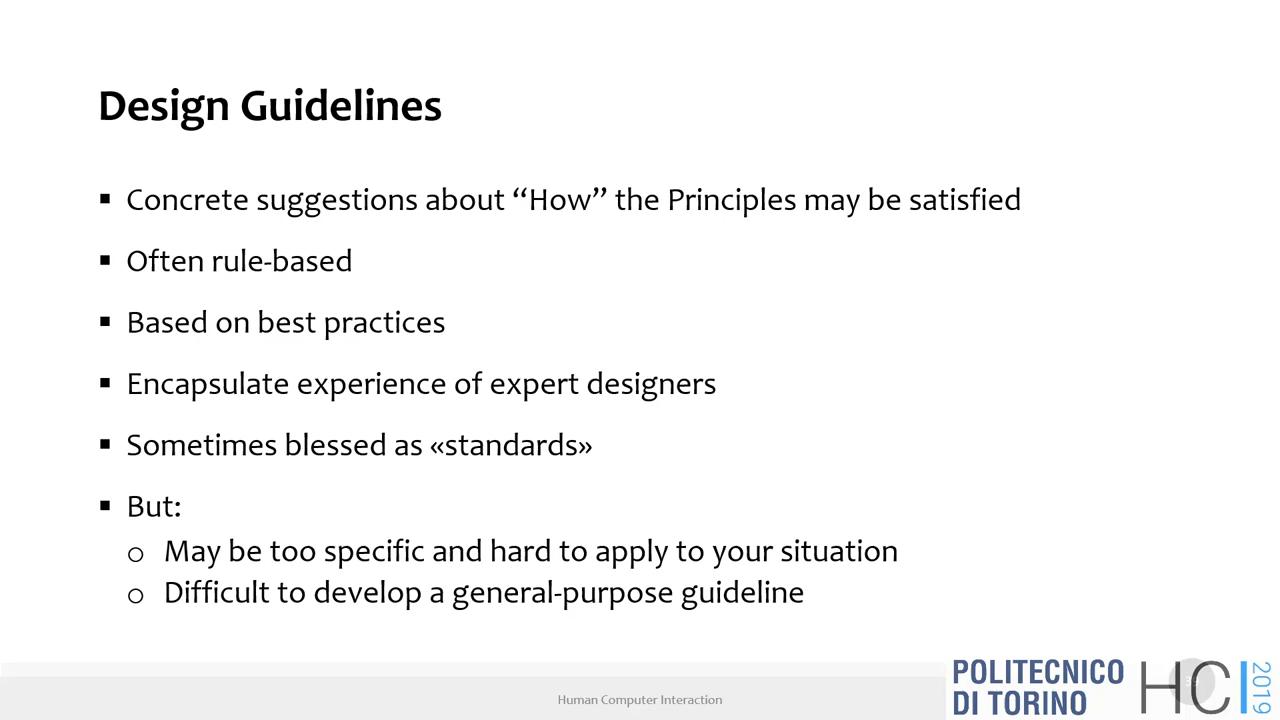 Design Guidelines
▪ Concrete suggestions about “How” the Principles may be satisfied
▪ Often rule-based
▪ Based on best practices
▪ Encapsulate experience of expert designers
▪ Sometimes blessed as «standards»
▪ But:
o May be too specific and hard to apply to your situation
o Difficult to develop a general-purpose guideline
Human Computer Interaction
POLITECNICO
DI TORINO
HCI
2019